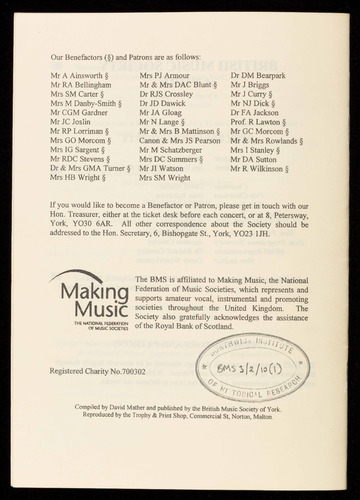 Our Benefactors (§) and Patrons are as follows:
Mr A Ainsworth §
Mr RA Bellingham
Mrs SM Carter §
Mrs M Danby-Smith §
Mr CGM Gardner
Mr JC Joslin
Mr RP Lorriman §
Mrs GO Morcom §
Mrs HG Sargent §
Mr RDC Stevens §
Dr & Mrs GMA Turner §
Mrs HB Wright §
Mrs PJ Armour
Mr & Mrs DAC Blunt §
Dr RJS Crossley
Dr JD Dawick
Mr JA Gloag
Mr N Lange §
Mr & Mrs B Mattinson §
Canon & Mrs JS Pearson
Mr M Schatzberger
Mrs DC Summers §
Mr JI Watson
Mrs SM Wright
Dr DM Bearpark
Mr J Briggs
Mr J Curry §
Mr NJ Dick §
Dr FA Jackson
Prof. R Lawton §
Mr GC Morcom §
Mr & Mrs Rowlands §
Mrs I Stanley §
Mr DA Sutton
Mr R Wilkinson §
If you would like to become a Benefactor or Patron, please get in touch with our
Hon. Treasurer, either at the ticket desk before each concert, or at 8, Petersway,
York, YO30 6AR. All other correspondence about the Society should be
addressed to the Hon. Secretary, 6, Bishopgate St., York, YO23 1JH.
Making
Music
THE NATIONAL FEDERATION
OF MUSIC SOCIETIES
The BMS is affiliated to Making Music, the National
Federation of Music Societies, which represents and
supports amateur vocal, instrumental and promoting
societies throughout the United Kingdom. The
Society also gratefully acknowledges the assistance
of the Royal Bank of Scotland.
Registered Charity No.700302
BORTHWICK INSTITUTE
BMS 3/2/10(1)
OF HISTORICAL RESEARCH
Compiled by David Mather and published by the British Music Society of York.
Reproduced by the Trophy & Print Shop, Commercial St, Norton, Malton.